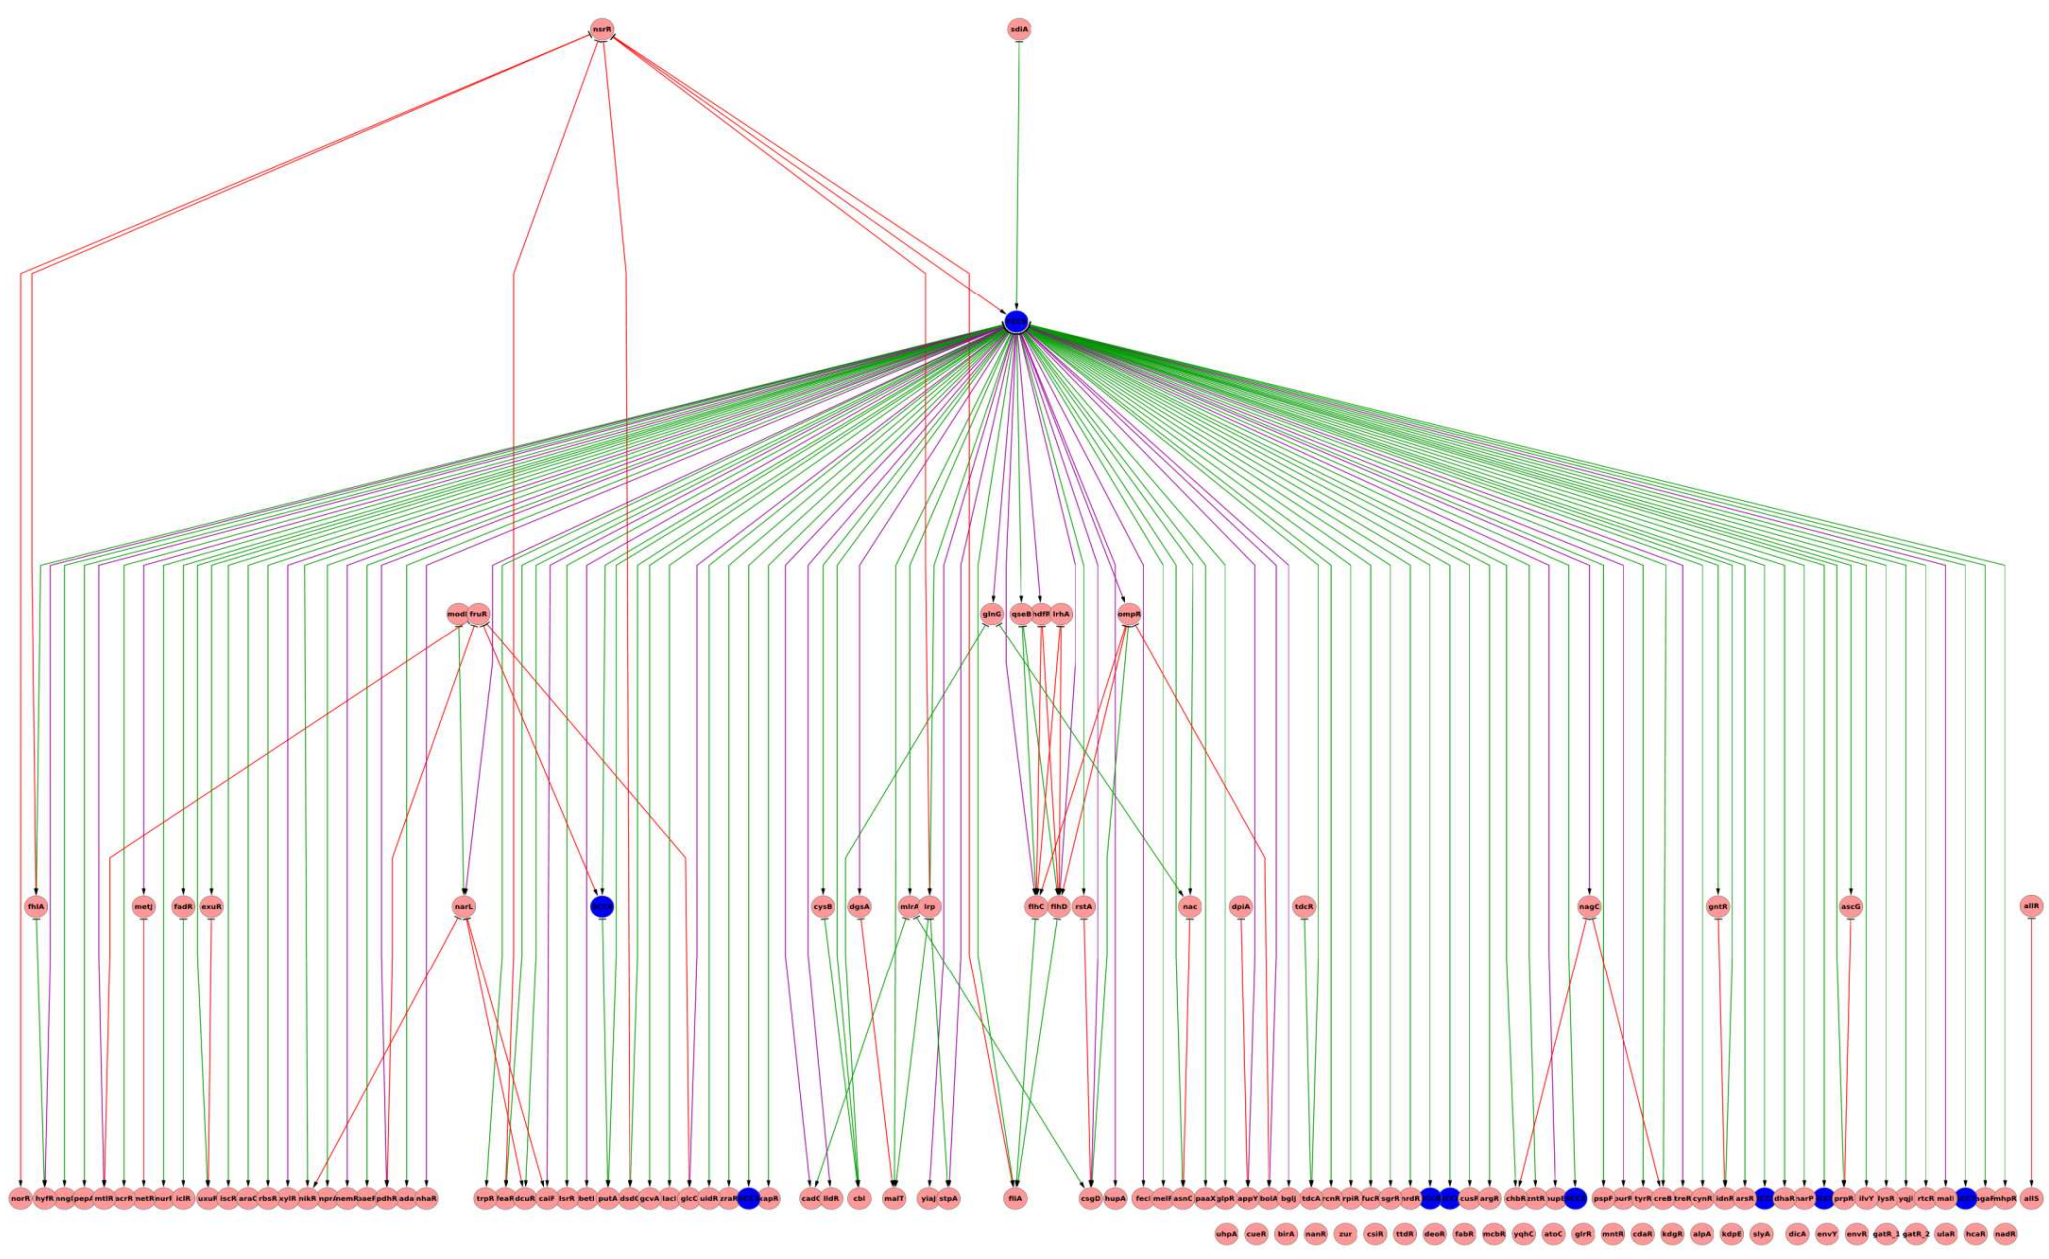 nsrR sdiA
fruR glnG qseB lrhA ompR
fhlA metJ fadR exuR narL cysB dgsA mlrA lrp flhC flhD rstA nac dpiA tdcR nagC gntR ascG allR
norR hyfR mtlR acrR metR iclR iscR araC rbsR xylR nikR pdhR ada nhaR trpR feaR dcuR caiF lsrR betI putA dsdC gcvA lacI glcC uidR cadC lldR cbl malT yiaJ stpA fliA csgD hupA asnC paaX glpR appY bolA bglJ tdcA rcnR rpiR fucR sgrR argR chbR zntR tyrR creB treR cynR idnR arsR dhaR prpR ilvY lysR rtcR malI mhpR allS
uhpA cueR birA nanR zur csiR ttdR deoR fabR mcbR yqhC atoC glrR mntR cdaR kdgR alpA kdpE slyA dicA envY envR gatR_1 gatR_2 ulaR hcaR nadR